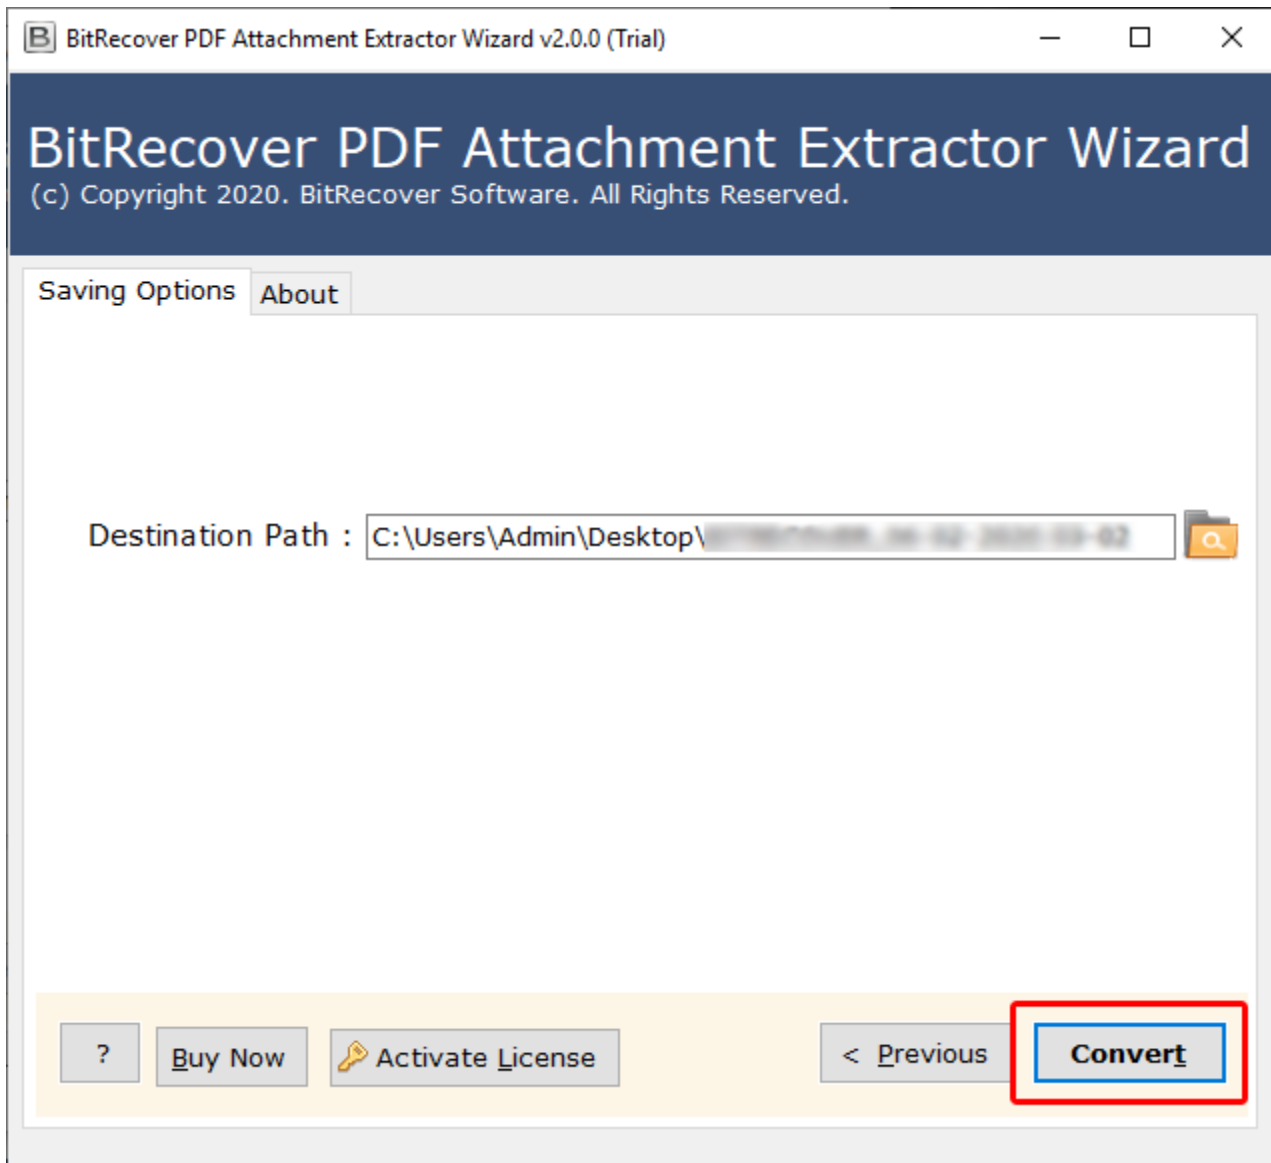 BitRecover PDF Attachment Extractor Wizard v2.0.0 (Trial)
BitRecover PDF Attachment Extractor Wizard
(c) Copyright 2020. BitRecover Software. All Rights Reserved.
Saving Options About
Destination Path : C:\Users\Admin\Desktop\
? Buy Now Activate License < Previous Convert